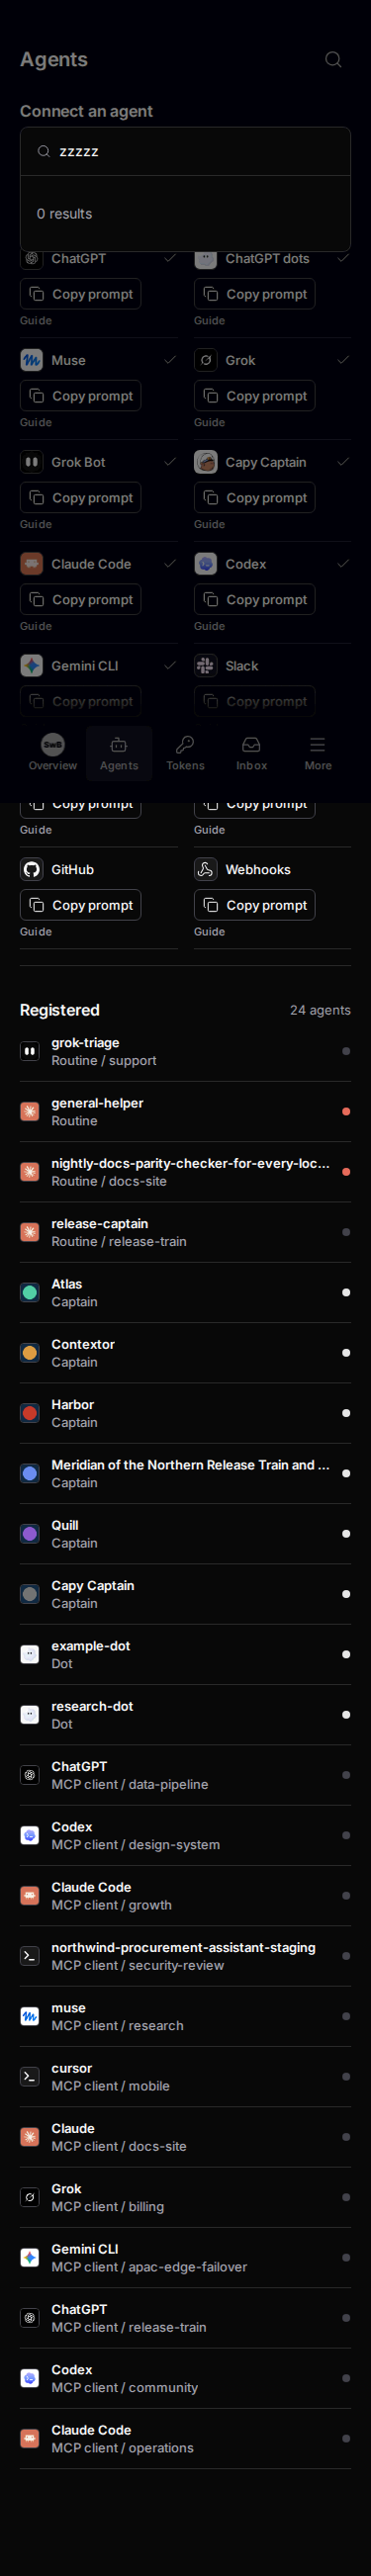 Agents
Connect an agent
zzzzz
0 results
ChatGPT
ChatGPT dots
Copy prompt
Copy prompt
Guide
Guide
Muse
Grok
Copy prompt
Copy prompt
Guide
Guide
Grok Bot
Capy Captain
Copy prompt
Copy prompt
Guide
Guide
Claude Code
Codex
Copy prompt
Copy prompt
Guide
Guide
Gemini CLI
Slack
Copy prompt
Copy prompt
SwB
Overview
Agents
Tokens
Inbox
More
Copy prompt
Copy prompt
Guide
Guide
GitHub
Webhooks
Copy prompt
Copy prompt
Guide
Guide
Registered
24 agents
grok-triage
Routine / support
general-helper
Routine
nightly-docs-parity-checker-for-every-loc...
Routine / docs-site
release-captain
Routine / release-train
Atlas
Captain
Contextor
Captain
Harbor
Captain
Meridian of the Northern Release Train and ...
Captain
Quill
Captain
Capy Captain
Captain
example-dot
Dot
research-dot
Dot
ChatGPT
MCP client / data-pipeline
Codex
MCP client / design-system
Claude Code
MCP client / growth
northwind-procurement-assistant-staging
MCP client / security-review
muse
MCP client / research
cursor
MCP client / mobile
Claude
MCP client / docs-site
Grok
MCP client / billing
Gemini CLI
MCP client / apac-edge-failover
ChatGPT
MCP client / release-train
Codex
MCP client / community
Claude Code
MCP client / operations